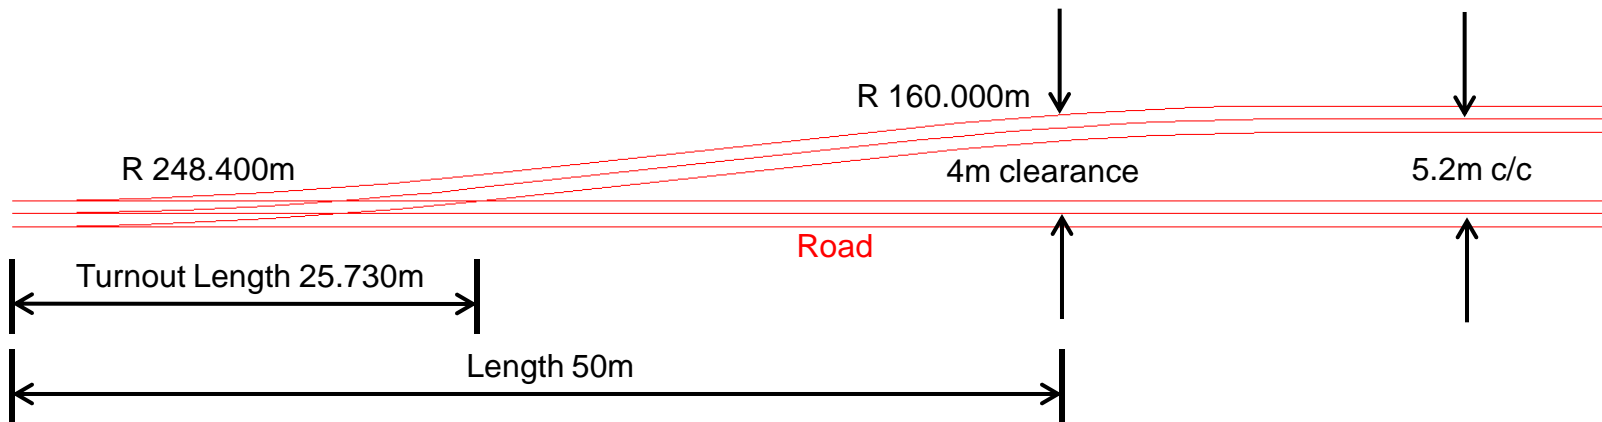 R 160.000m
R 248.400m
4m clearance
5.2m c/c
Road
Turnout Length 25.730m
Length 50m